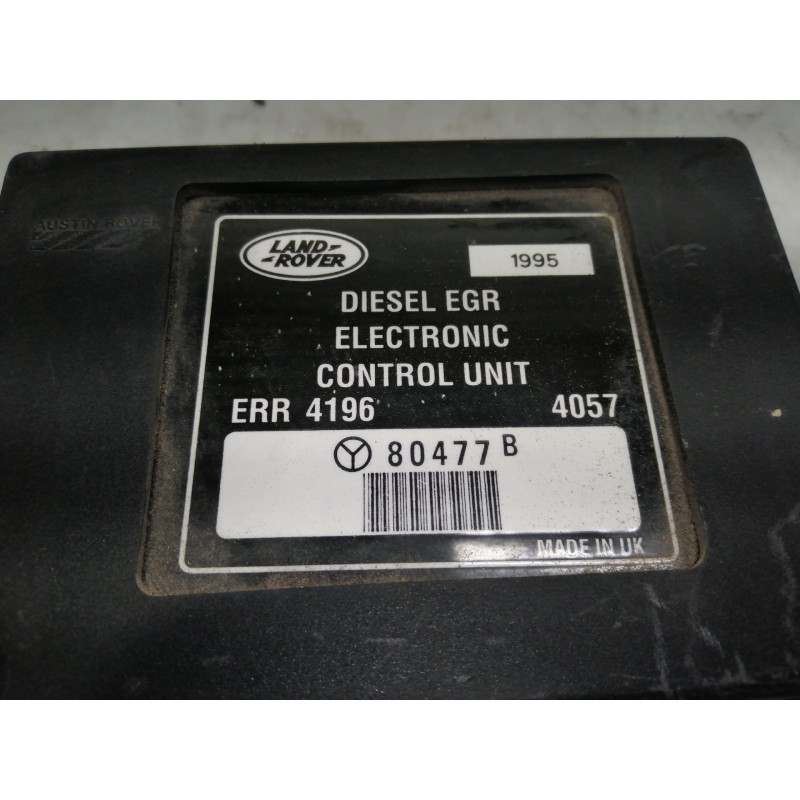 AUSTIN ROVER
LAND
ROVER
1995
DIESEL EGR
ELECTRONIC
CONTROL UNIT
ERR 4196 4057
80477 B
MADE IN UK